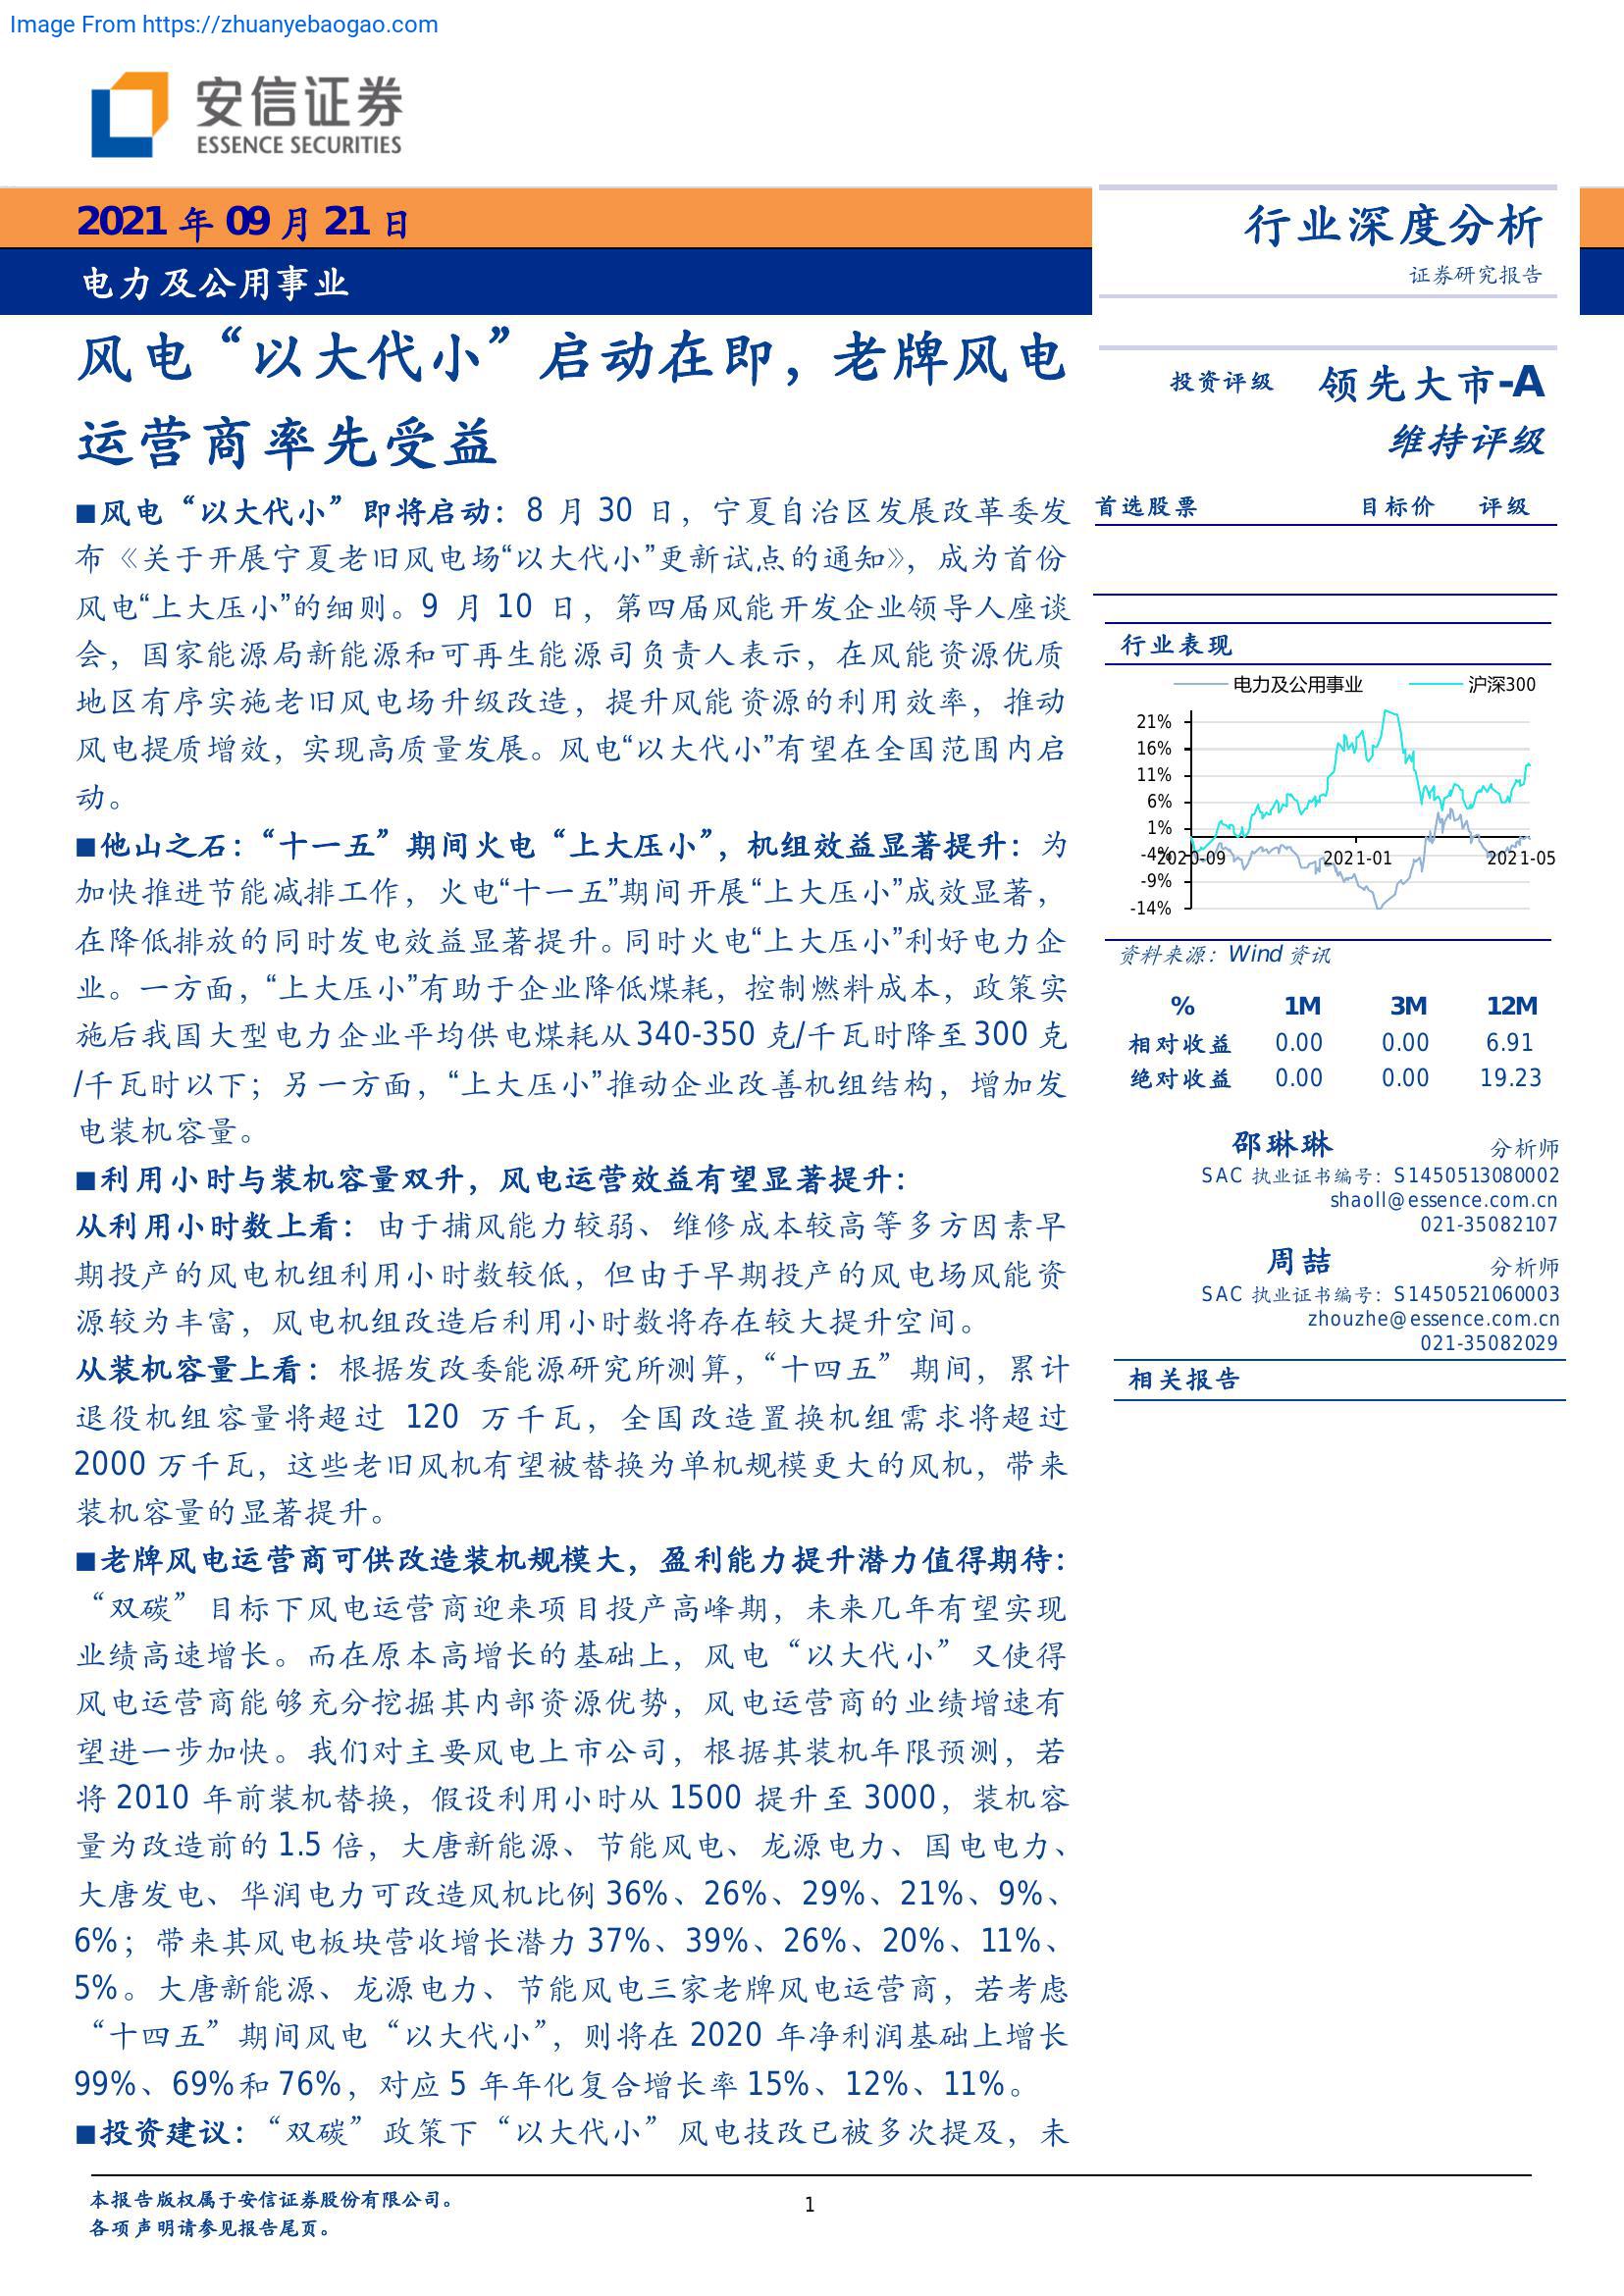 Image From https://zhuanyebaogao.com
安信证券
ESSENCE SECURITIES
2021 年 09 月 21 日
电力及公用事业
行业深度分析
证券研究报告
风电“以大代小”启动在即，老牌风电
运营商率先受益
■风电“以大代小”即将启动：8 月 30 日，宁夏自治区发展改革委发
布《关于开展宁夏老旧风电场“以大代小”更新试点的通知》，成为首份
风电“上大压小”的细则。9 月 10 日，第四届风能开发企业领导人座谈
会，国家能源局新能源和可再生能源司负责人表示，在风能资源优质
地区有序实施老旧风电场升级改造，提升风能资源的利用效率，推动
风电提质增效，实现高质量发展。风电“以大代小”有望在全国范围内启
动。
■他山之石：“十一五”期间火电“上大压小”，机组效益显著提升：为
加快推进节能减排工作，火电“十一五”期间开展“上大压小”成效显著，
在降低排放的同时发电效益显著提升。同时火电“上大压小”利好电力企
业。一方面，“上大压小”有助于企业降低煤耗，控制燃料成本，政策实
施后我国大型电力企业平均供电煤耗从 340-350 克/千瓦时降至 300 克
/千瓦时以下；另一方面，“上大压小”推动企业改善机组结构，增加发
电装机容量。
■利用小时与装机容量双升，风电运营效益有望显著提升：
从利用小时数上看：由于捕风能力较弱、维修成本较高等多方因素早
期投产的风电机组利用小时数较低，但由于早期投产的风电场风能资
源较为丰富，风电机组改造后利用小时数将存在较大提升空间。
从装机容量上看：根据发改委能源研究所测算，“十四五”期间，累计
退役机组容量将超过 120 万千瓦，全国改造置换机组需求将超过
2000 万千瓦，这些老旧风机有望被替换为单机规模更大的风机，带来
装机容量的显著提升。
■老牌风电运营商可供改造装机规模大，盈利能力提升潜力值得期待：
“双碳”目标下风电运营商迎来项目投产高峰期，未来几年有望实现
业绩高速增长。而在原本高增长的基础上，风电“以大代小”又使得
风电运营商能够充分挖掘其内部资源优势，风电运营商的业绩增速有
望进一步加快。我们对主要风电上市公司，根据其装机年限预测，若
将 2010 年前装机替换，假设利用小时从 1500 提升至 3000，装机容
量为改造前的 1.5 倍，大唐新能源、节能风电、龙源电力、国电电力、
大唐发电、华润电力可改造风机比例 36%、26%、29%、21%、9%、
6%；带来其风电板块营收增长潜力 37%、39%、26%、20%、11%、
5%。大唐新能源、龙源电力、节能风电三家老牌风电运营商，若考虑
“十四五”期间风电“以大代小”，则将在 2020 年净利润基础上增长
99%、69%和 76%，对应 5 年年化复合增长率 15%、12%、11%。
■投资建议：“双碳”政策下“以大代小”风电技改已被多次提及，未
投资评级 领先大市-A
维持评级
首选股票 目标价 评级
行业表现
电力及公用事业 沪深300
21%
16%
11%
6%
1%
-4%
-9%
-14%
2020-09 2021-01 2021-05
资料来源：Wind 资讯
% 1M 3M 12M
相对收益 0.00 0.00 6.91
绝对收益 0.00 0.00 19.23
邵琳琳 分析师
SAC 执业证书编号：S1450513080002
shaoll@essence.com.cn
021-35082107
周喆 分析师
SAC 执业证书编号：S1450521060003
zhouzhe@essence.com.cn
021-35082029
相关报告
本报告版权属于安信证券股份有限公司。
各项声明请参见报告尾页。
1